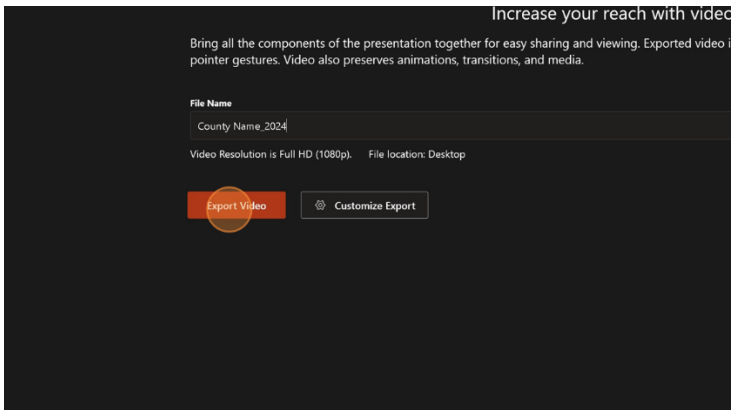 Increase your reach with video
Bring all the components of the presentation together for easy sharing and viewing. Exported video i
pointer gestures. Video also preserves animations, transitions, and media.
File Name
County Name_2024
Video Resolution is Full HD (1080p). File location: Desktop
Export Video Customize Export